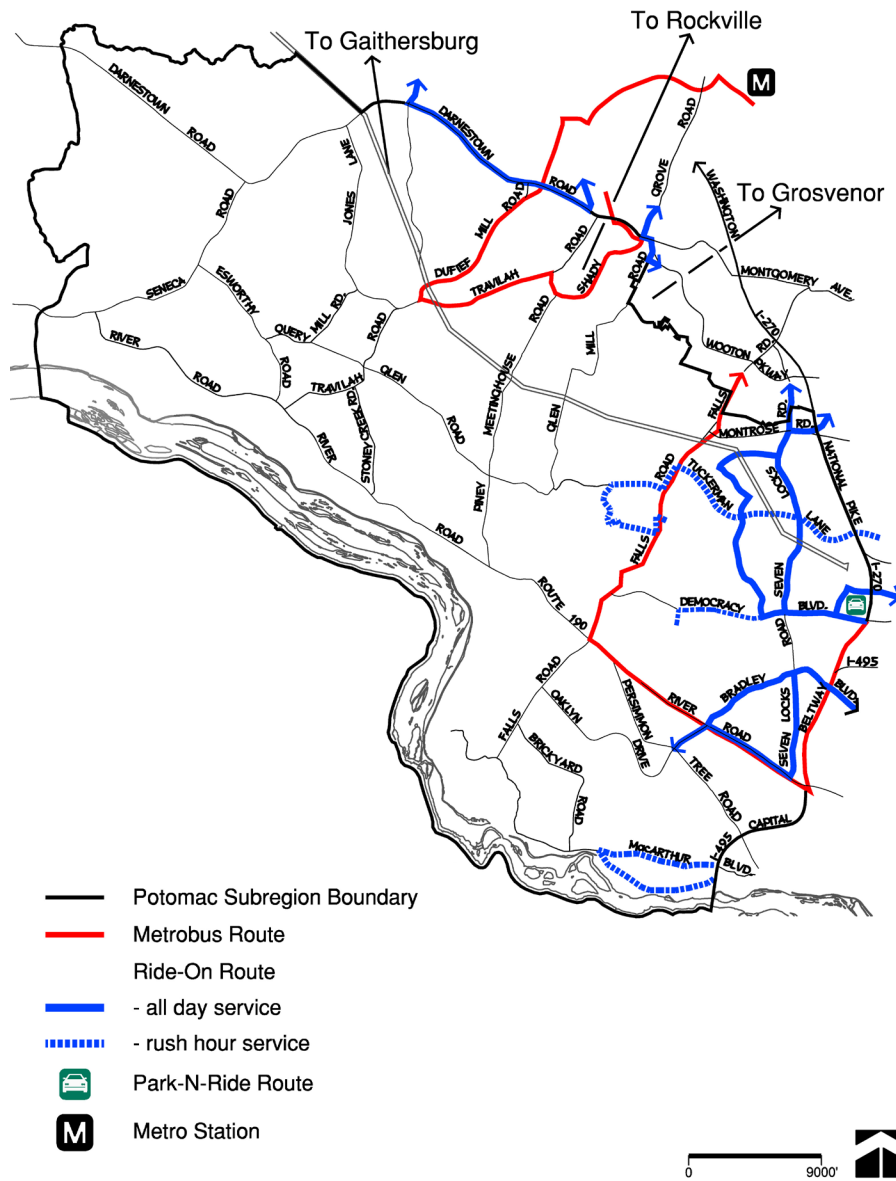 To Rockville
To Gaithersburg
M
DARNESTOWN
ROAD
DARNESTOWN
ROAD
ROAD
GROVE
WASHINGTON
LANE
JONES
ROAD
MILL
DUFIEF
ROAD
SHADY
ROAD
To Grosvenor
MONTGOMERY AVE.
ROAD
SENECA
ESWORTHY
ROAD
QUERY
MILL RD.
ROAD
TRAVILAH
ROAD
MILL
I-270
WOOTON
RD.
PKWAY
RIVER
ROAD
TRAVILAH
GLEN
ROAD
STONEY CREEK RD.
MEETINGHOUSE
PINEY
GLEN
FALLS
RD.
MONTROSE
RD.
RIVER
ROAD
ROAD
TUCKERMAN
LANE
LOCKS
SEVEN
ROAD
NATIONAL
PIKE
FALLS
I-270
ROUTE
190
DEMOCRACY
BLVD.
I-495
FALLS
ROAD
OAKLYN
DRIVE
PERSIMMON
TREE
ROAD
RIVER
ROAD
BRADLEY
BLVD.
SEVEN
LOCKS
BELTWAY
BRICKYARD
ROAD
CAPITAL
I-495
MacARTHUR
BLVD.
Potomac Subregion Boundary
Metrobus Route
Ride-On Route
- all day service
- rush hour service
Park-N-Ride Route
M
Metro Station
0 9000'